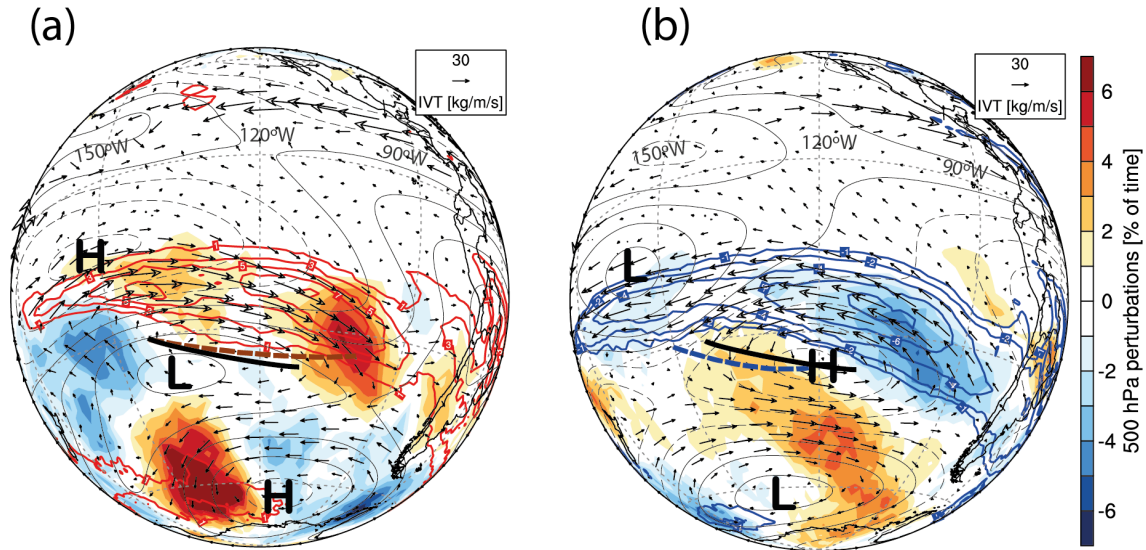 (a)
30
IVT [kg/m/s]
150°W
120°W
90°W
H
L
H
(b)
30
IVT [kg/m/s]
150°W
120°W
90°W
L
H
L
6
4
2
0
-2
-4
-6
500 hPa perturbations [% of time]